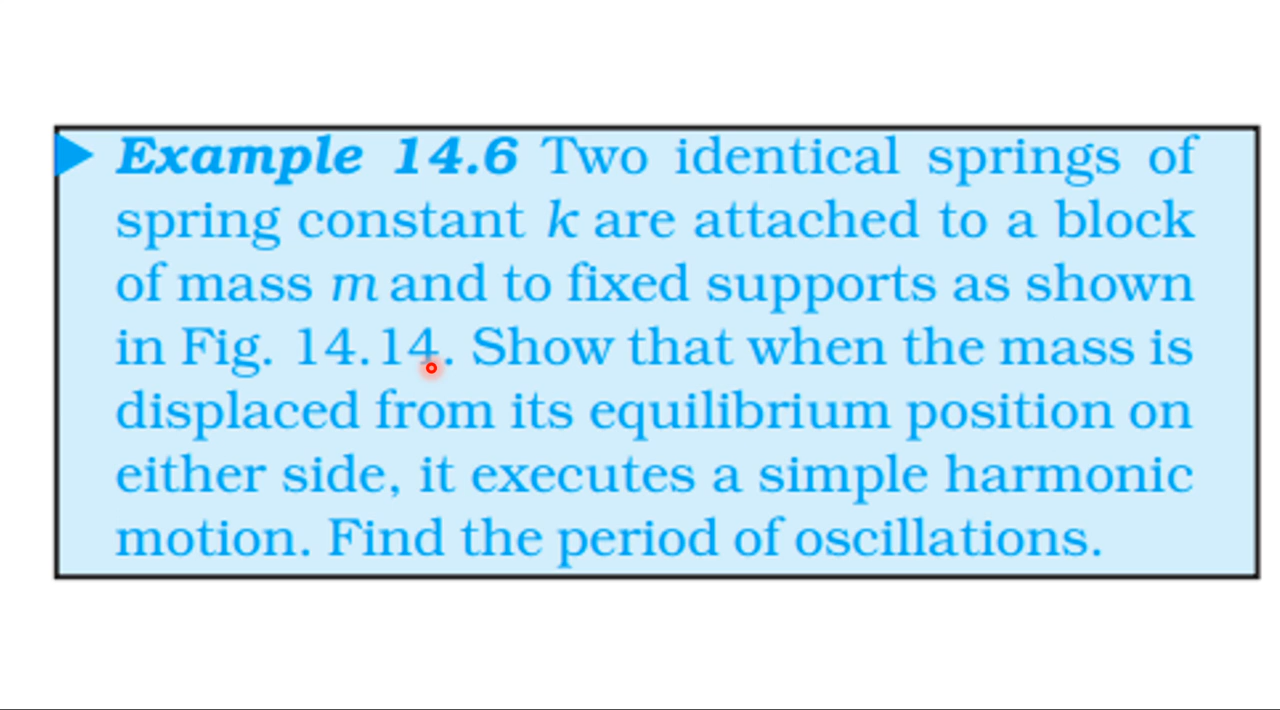 Example 14.6 Two identical springs of
spring constant k are attached to a block
of mass m and to fixed supports as shown
in Fig. 14.14. Show that when the mass is
displaced from its equilibrium position on
either side, it executes a simple harmonic
motion. Find the period of oscillations.